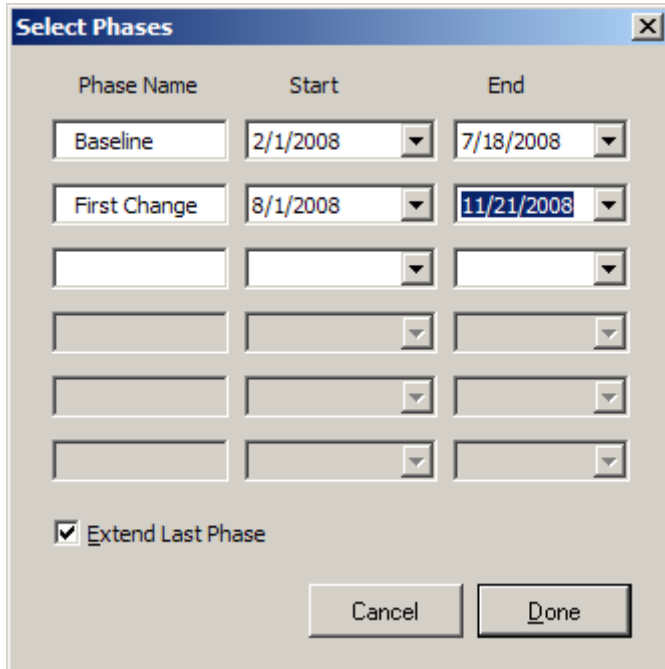 Select Phases
Phase Name Start End
Baseline 2/1/2008 7/18/2008
First Change 8/1/2008 11/21/2008
Extend Last Phase
Cancel Done